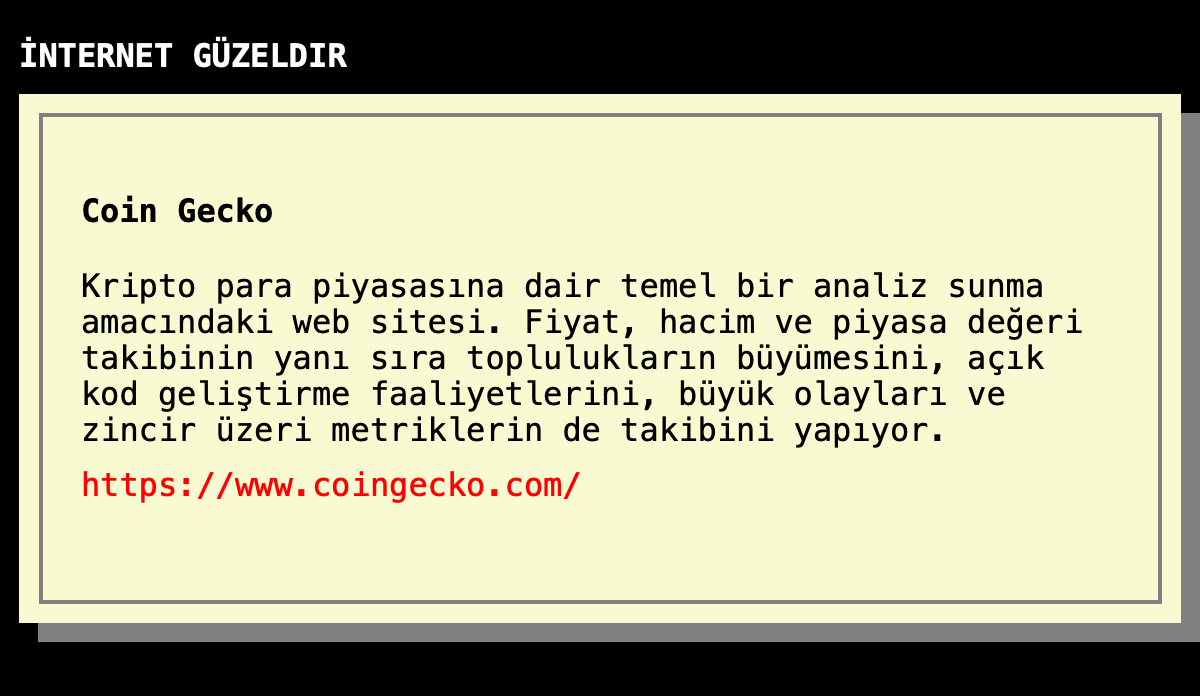 İNTERNET GÜZELDIR
Coin Gecko
Kripto para piyasasına dair temel bir analiz sunma
amacındaki web sitesi. Fiyat, hacim ve piyasa değeri
takibinin yanı sıra toplulukların büyümesini, açık
kod geliştirme faaliyetlerini, büyük olayları ve
zincir üzeri metriklerin de takibini yapıyor.
https://www.coingecko.com/